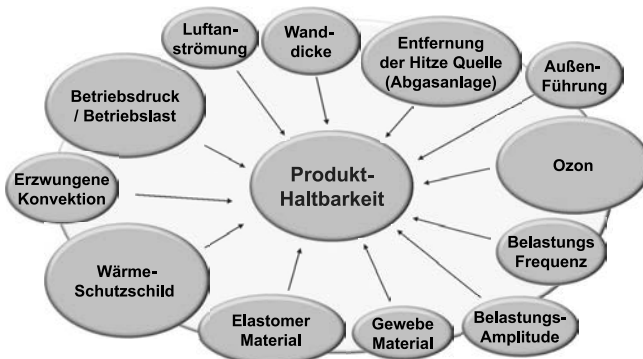 Luftan-
strömung
Wand-
dicke
Entfernung
der Hitze Quelle
(Abgasanlage)
Außen-
Führung
Betriebsdruck
/ Betriebslast
Ozon
Produkt-
Haltbarkeit
Erzwungene
Konvektion
Belastungs
Frequenz
Wärme-
Schutzschild
Elastomer
Material
Gewebe
Material
Belastungs-
Amplitude